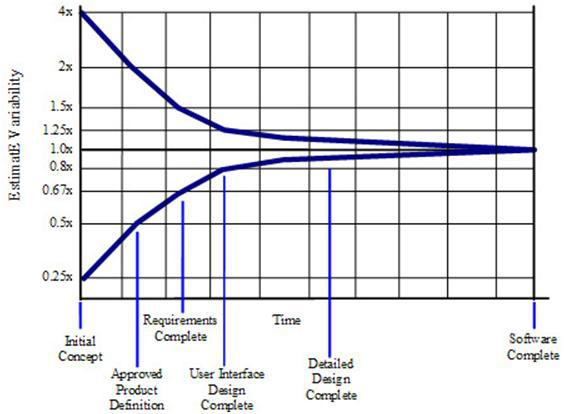 4x
2x
1.5x
1.25x
1.0x
0.8x
0.67x
0.5x
0.25x
EstimatE Variability
Time
Initial
Concept
Approved
Product
Definition
Requirements
Complete
User Interface
Design
Complete
Detailed
Design
Complete
Software
Complete